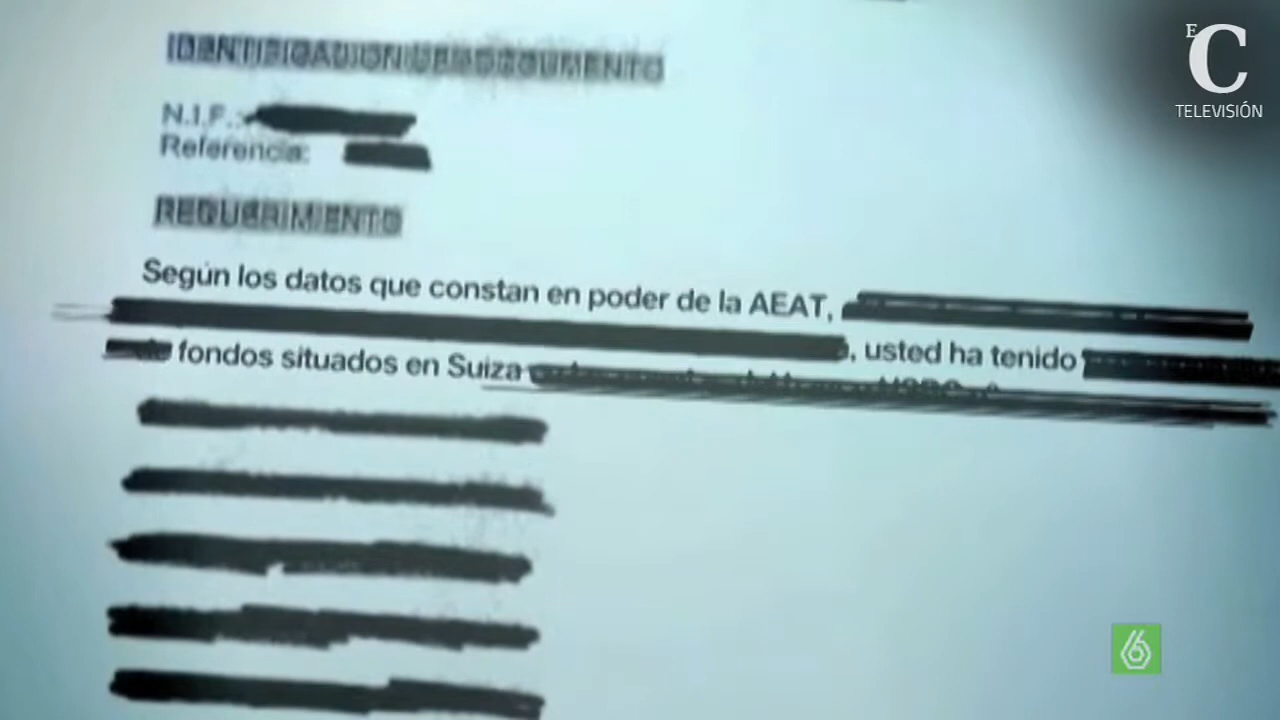 E
C
TELEVISIÓN
IDENTIFICACION DEL DOCUMENTO
N.I.F.:
Referencia:
REQUERIMIENTO
Según los datos que constan en poder de la AEAT,
, usted ha tenido
fondos situados en Suiza
6